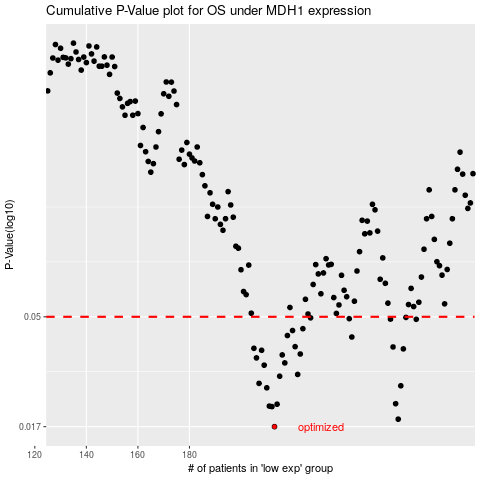 Cumulative P-Value plot for OS under MDH1 expression
P-Value(log10)
0.05
0.017
optimized
120 140 160 180
# of patients in 'low exp' group